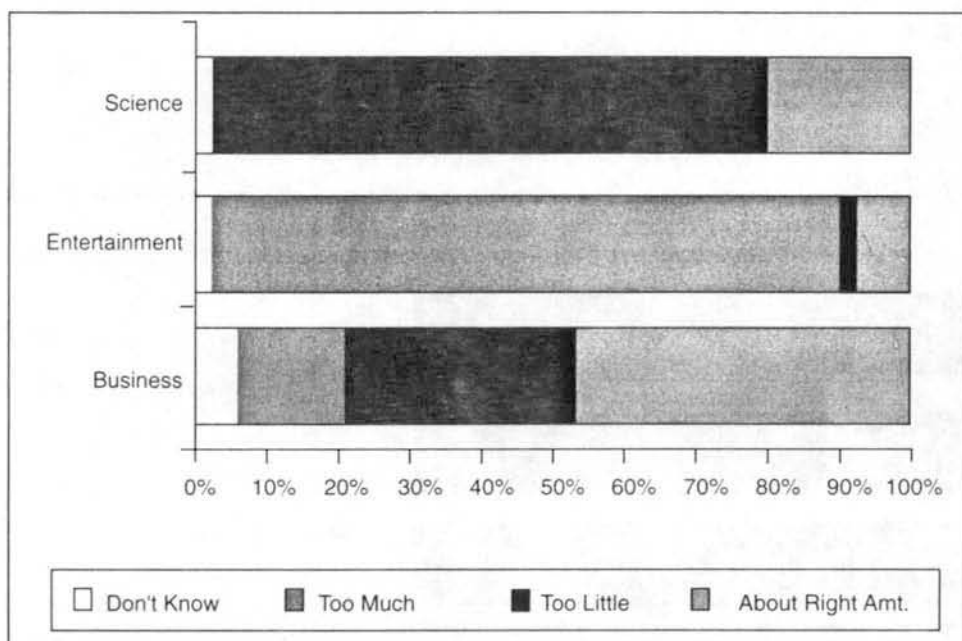 Science
Entertainment
Business
0% 10% 20% 30% 40% 50% 60% 70% 80% 90% 100%
Don't Know Too Much Too Little About Right Amt.